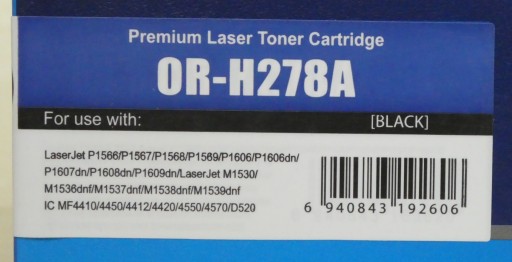 Premium Laser Toner Cartridge
OR-H278A
For use with: [BLACK]
LaserJet P1566/P1567/P1568/P1569/P1606/P1606dn/
P1607dn/P1608dn/P1609dn/LaserJet M1530/
M1536dnf/M1537dnf/M1538dnf/M1539dnf
IC MF4410/4450/4412/4420/4550/4570/D520
6 940843 192606